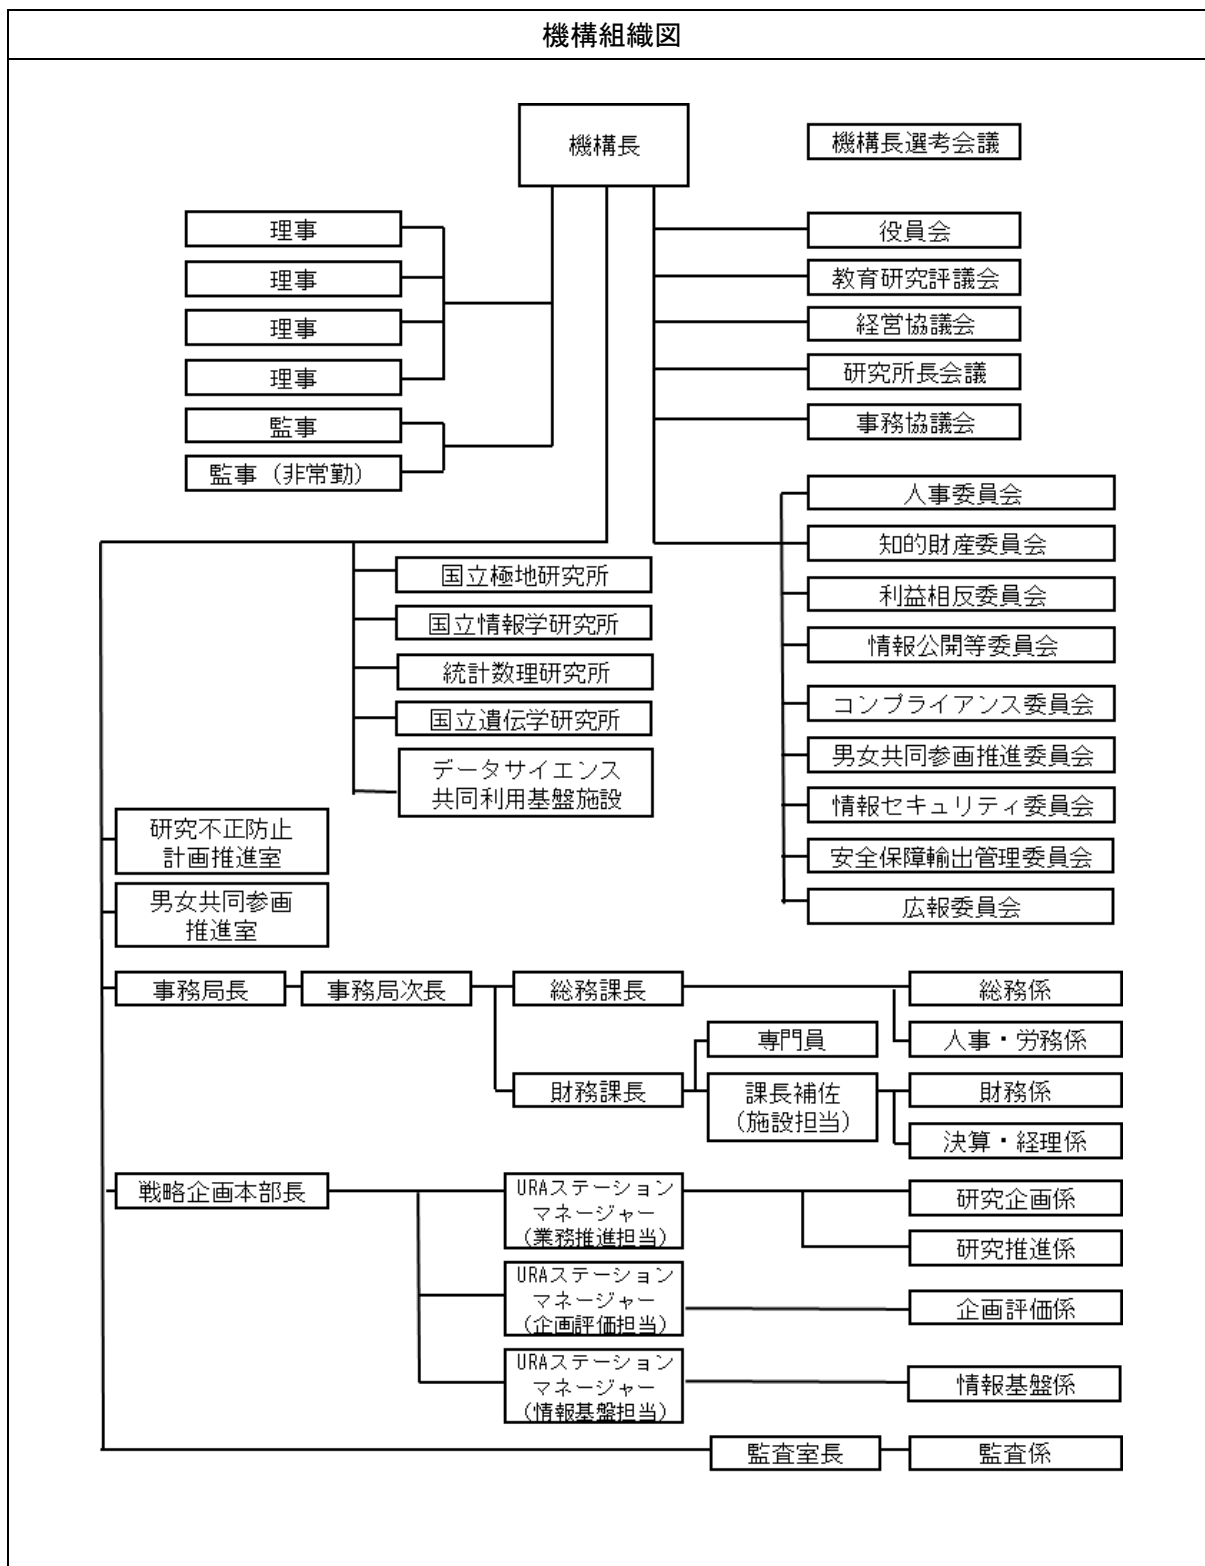 機構組織図
機構長
機構長選考会議
理事
理事
理事
理事
監事
監事（非常勤）
役員会
教育研究評議会
経営協議会
研究所長会議
事務協議会
人事委員会
知的財産委員会
利益相反委員会
情報公開等委員会
コンプライアンス委員会
男女共同参画推進委員会
情報セキュリティ委員会
安全保障輸出管理委員会
広報委員会
国立極地研究所
国立情報学研究所
統計数理研究所
国立遺伝学研究所
データサイエンス
共同利用基盤施設
研究不正防止
計画推進室
男女共同参画
推進室
事務局長
事務局次長
総務課長
総務係
人事・労務係
財務課長
専門員
課長補佐
（施設担当）
財務係
決算・経理係
戦略企画本部長
URAステーション
マネージャー
（業務推進担当）
研究企画係
研究推進係
URAステーション
マネージャー
（企画評価担当）
企画評価係
URAステーション
マネージャー
（情報基盤担当）
情報基盤係
監査室長
監査係